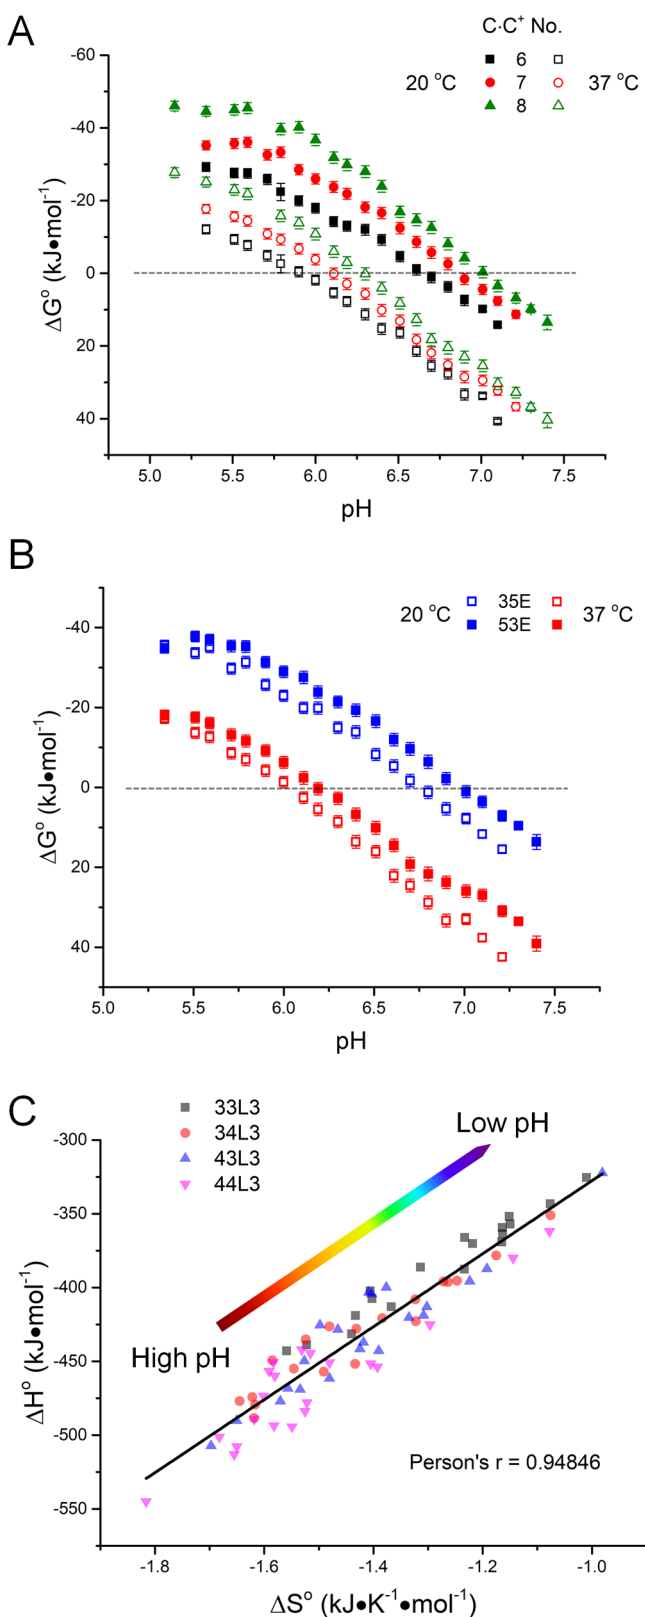 A
C·C⁺ No.
20 °C 6 37 °C
7
8
-60
-40
-20
0
20
40
ΔG° (kJ•mol⁻¹)
5.0 5.5 6.0 6.5 7.0 7.5
pH
B
20 °C 35E 37 °C
53E
-40
-20
0
20
40
ΔG° (kJ•mol⁻¹)
5.0 5.5 6.0 6.5 7.0 7.5
pH
C
33L3
34L3
43L3
44L3
Low pH
High pH
Person's r = 0.94846
-300
-350
-400
-450
-500
-550
ΔH° (kJ•mol⁻¹)
-1.8 -1.6 -1.4 -1.2 -1.0
ΔS° (kJ•K⁻¹•mol⁻¹)